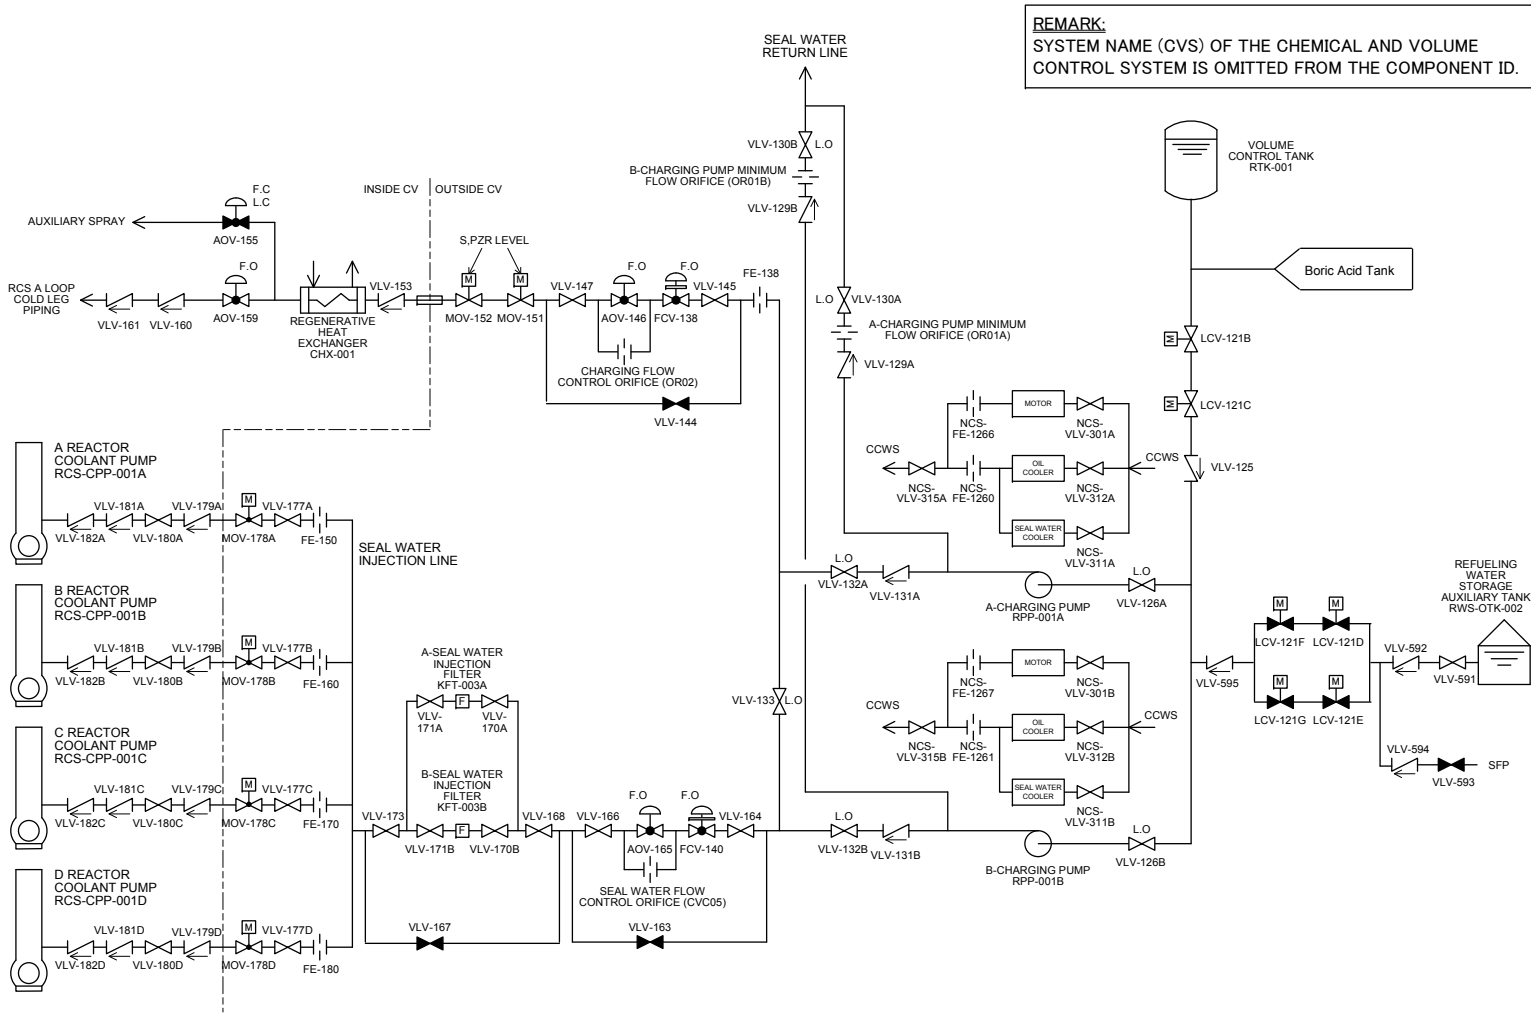 REMARK:
SYSTEM NAME (CVS) OF THE CHEMICAL AND VOLUME
CONTROL SYSTEM IS OMITTED FROM THE COMPONENT ID.
SEAL WATER
RETURN LINE
VLV-130B
L.O
B-CHARGING PUMP MINIMUM
FLOW ORIFICE (OR01B)
VLV-129B
L.O
VLV-130A
A-CHARGING PUMP MINIMUM
FLOW ORIFICE (OR01A)
VLV-129A
VOLUME
CONTROL TANK
RTK-001
Boric Acid Tank
M
LCV-121B
M
LCV-121C
VLV-125
INSIDE CV
OUTSIDE CV
F.C
L.C
AUXILIARY SPRAY
AOV-155
F.O
RCS A LOOP
COLD LEG
PIPING
VLV-161
VLV-160
AOV-159
REGENERATIVE
HEAT
EXCHANGER
CHX-001
VLV-153
S,PZR LEVEL
M
M
MOV-152
MOV-151
VLV-147
F.O
AOV-146
F.O
FCV-138
VLV-145
FE-138
CHARGING FLOW
CONTROL ORIFICE (OR02)
VLV-144
MOTOR
NCS-
FE-1266
NCS-
VLV-301A
CCWS
OIL
COOLER
CCWS
NCS-
VLV-315A
NCS-
FE-1260
NCS-
VLV-312A
SEAL WATER
COOLER
NCS-
VLV-311A
A REACTOR
COOLANT PUMP
RCS-CPP-001A
VLV-181A
VLV-179A
M
VLV-177A
VLV-182A
VLV-180A
MOV-178A
FE-150
SEAL WATER
INJECTION LINE
L.O
VLV-132A
VLV-131A
A-CHARGING PUMP
RPP-001A
L.O
VLV-126A
REFUELING
WATER
STORAGE
AUXILIARY TANK
RWS-OTK-002
M
M
LCV-121F
LCV-121D
VLV-592
VLV-595
VLV-591
M
M
LCV-121G
LCV-121E
VLV-594
SFP
VLV-593
B REACTOR
COOLANT PUMP
RCS-CPP-001B
VLV-181B
VLV-179B
M
VLV-177B
VLV-182B
VLV-180B
MOV-178B
FE-160
A-SEAL WATER
INJECTION
FILTER
KFT-003A
F
VLV-
171A
VLV-
170A
VLV-133
L.O
MOTOR
NCS-
FE-1267
NCS-
VLV-301B
CCWS
OIL
COOLER
CCWS
NCS-
VLV-315B
NCS-
FE-1261
NCS-
VLV-312B
SEAL WATER
COOLER
NCS-
VLV-311B
C REACTOR
COOLANT PUMP
RCS-CPP-001C
VLV-181C
VLV-179C
M
VLV-177C
VLV-182C
VLV-180C
MOV-178C
FE-170
B-SEAL WATER
INJECTION
FILTER
KFT-003B
VLV-173
F
VLV-168
VLV-171B
VLV-170B
VLV-166
F.O
AOV-165
F.O
FCV-140
VLV-164
SEAL WATER FLOW
CONTROL ORIFICE (CVC05)
L.O
VLV-132B
VLV-131B
B-CHARGING PUMP
RPP-001B
L.O
VLV-126B
D REACTOR
COOLANT PUMP
RCS-CPP-001D
VLV-181D
VLV-179D
M
VLV-177D
VLV-182D
VLV-180D
MOV-178D
FE-180
VLV-167
VLV-163